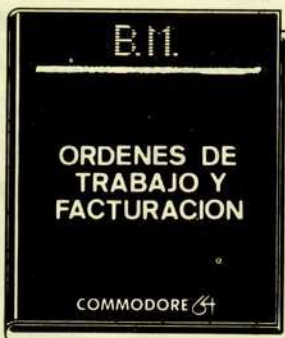 B.M.
ORDENES DE
TRABAJO Y
FACTURACION
COMMODORE 64